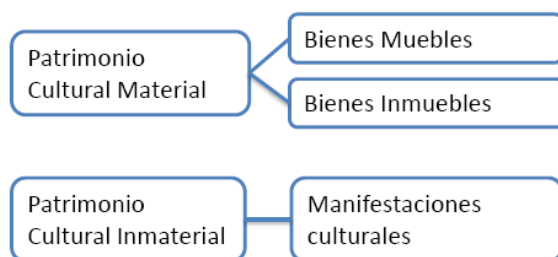 Patrimonio
Cultural Material
Bienes Muebles
Bienes Inmuebles
Patrimonio
Cultural Inmaterial
Manifestaciones
culturales